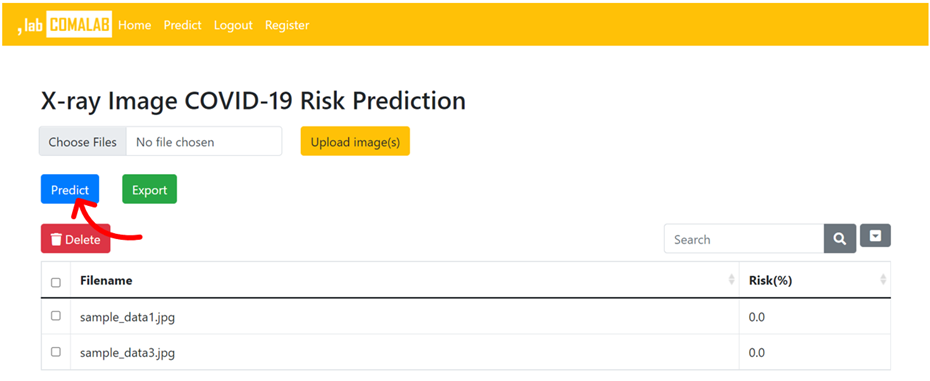 , lab COMALAB Home Predict Logout Register
X-ray Image COVID-19 Risk Prediction
Choose Files No file chosen Upload image(s)
Predict Export
Delete Search
Filename Risk(%)
sample_data1.jpg 0.0
sample_data3.jpg 0.0